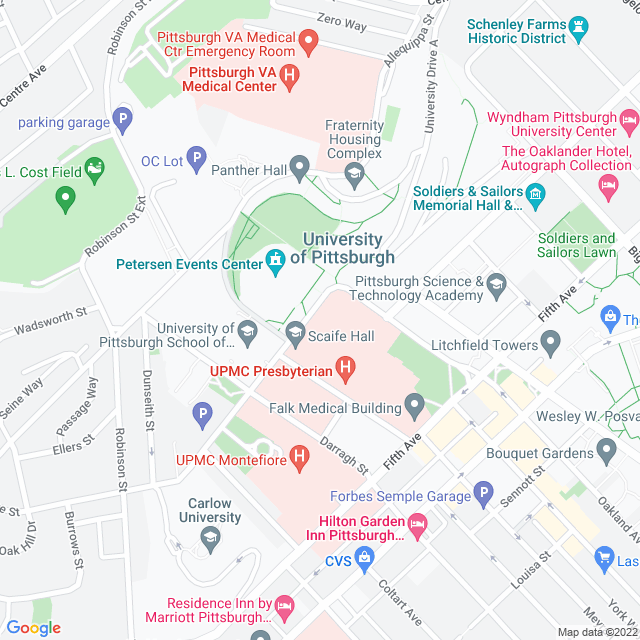 Zero Way
Schenley Farms
Historic District
Pittsburgh VA Medical
Ctr Emergency Room
Allequippa St
University Drive A
Robinson St
Pittsburgh VA
Medical Center
Centre Ave
parking garage
Wyndham Pittsburgh
University Center
Fraternity
Housing
Complex
The Oaklander Hotel,
Autograph Collection
OC Lot
Panther Hall
s L. Cost Field
Soldiers & Sailors
Memorial Hall &...
Robinson St Ext
University
of Pittsburgh
Soldiers and
Sailors Lawn
Big
Petersen Events Center
Pittsburgh Science &
Technology Academy
Fifth Ave
Wadsworth St
University of
Pittsburgh School of...
Scaife Hall
The
Litchfield Towers
UPMC Presbyterian
Seine Way
Passage Way
Dunseith St
Falk Medical Building
Wesley W. Posva
Ellers St
Robinson St
Darragh St
Fifth Ave
Bouquet Gardens
UPMC Montefiore
Sennott St
Forbes Semple Garage
Carlow
University
e St
Oakland Av
Hilton Garden
Inn Pittsburgh...
Oak Hill Dr
Burrows St
CVS
Louisa St
Las
Coltart Ave
Residence Inn by
Marriott Pittsburgh...
York W
Mey
Google
Map data ©2022